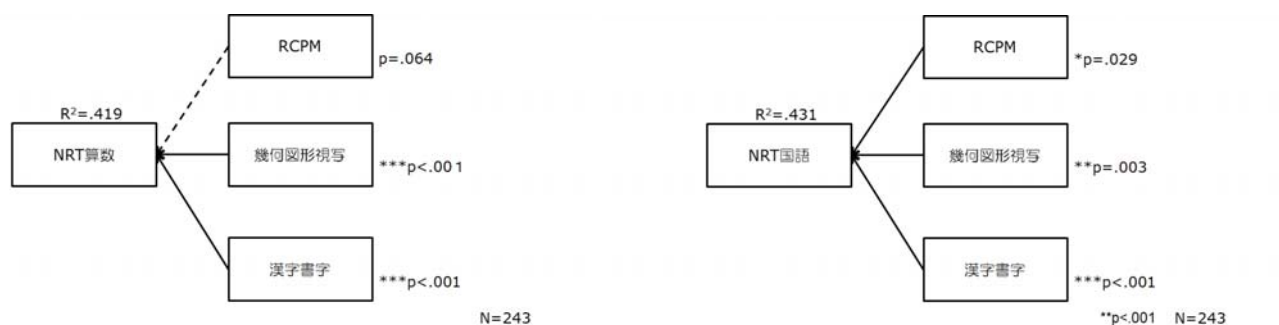 RCPM
p=.064
R²=.419
NRT算数
幾何図形視写
***p<.001
漢字書字
***p<.001
N=243
RCPM
*p=.029
R²=.431
NRT国語
幾何図形視写
**p=.003
漢字書字
***p<.001
**p<.001 N=243